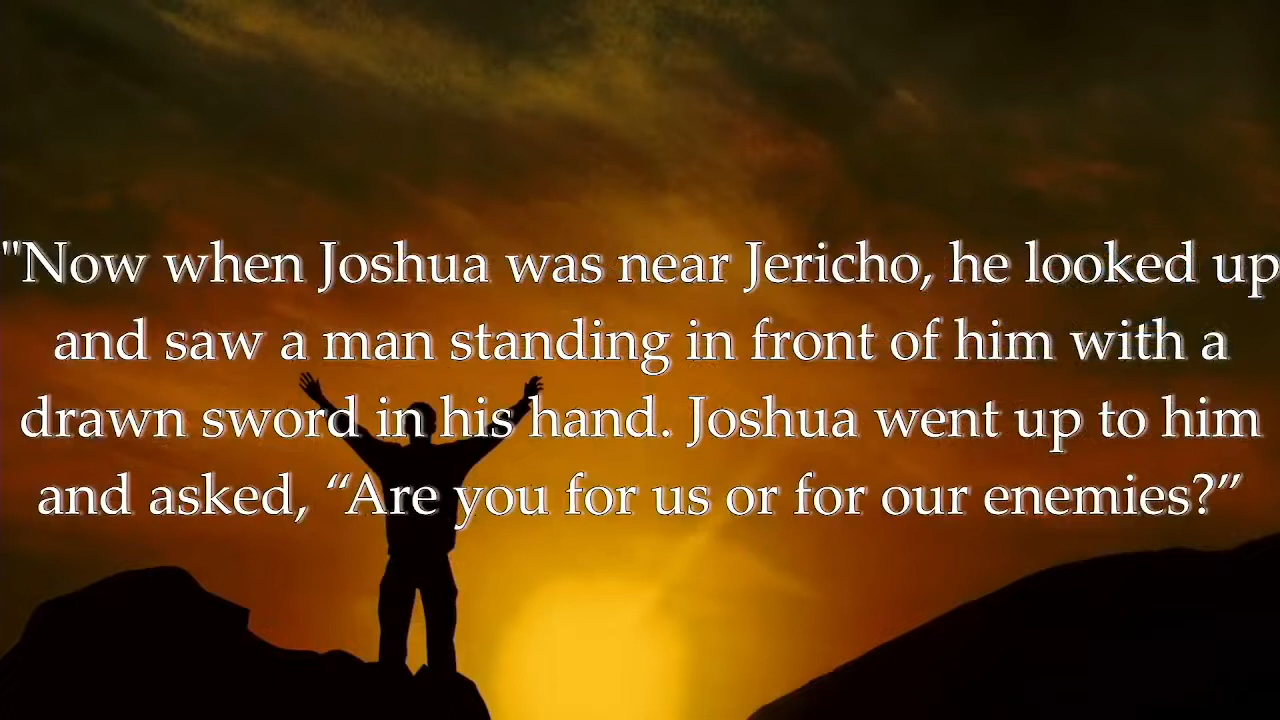 "Now when Joshua was near Jericho, he looked up
and saw a man standing in front of him with a
drawn sword in his hand. Joshua went up to him
and asked, “Are you for us or for our enemies?”